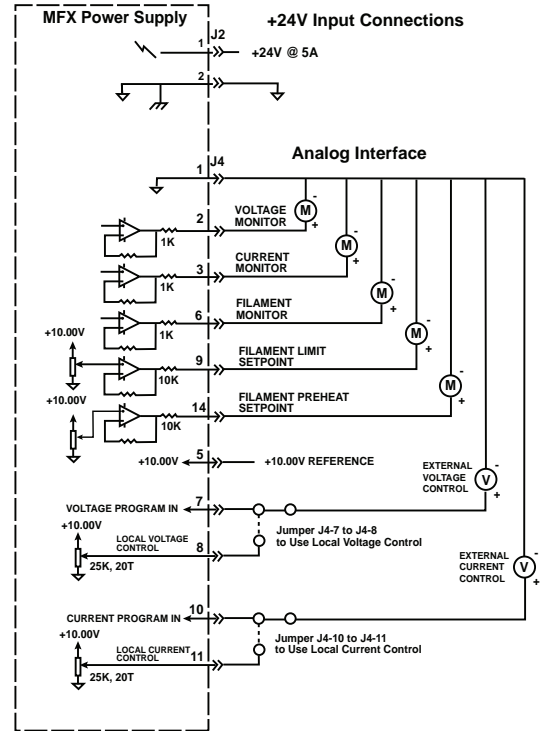 MFX Power Supply
+24V Input Connections
J2
1
+24V @ 5A
2
J4
1
Analog Interface
-
M
+
2
VOLTAGE
MONITOR
1K
-
M
+
3
CURRENT
MONITOR
1K
-
M
+
6
FILAMENT
MONITOR
1K
-
M
+
+10.00V
9
FILAMENT LIMIT
SETPOINT
10K
-
M
+
+10.00V
14
FILAMENT PREHEAT
SETPOINT
10K
5
+10.00V
+10.00V REFERENCE
EXTERNAL
VOLTAGE
CONTROL
-
V
+
7
VOLTAGE PROGRAM IN
+10.00V
LOCAL VOLTAGE
CONTROL
8
25K, 20T
Jumper J4-7 to J4-8
to Use Local Voltage Control
EXTERNAL
CURRENT
CONTROL
-
V
+
10
CURRENT PROGRAM IN
+10.00V
LOCAL CURRENT
CONTROL
11
25K, 20T
Jumper J4-10 to J4-11
to Use Local Current Control